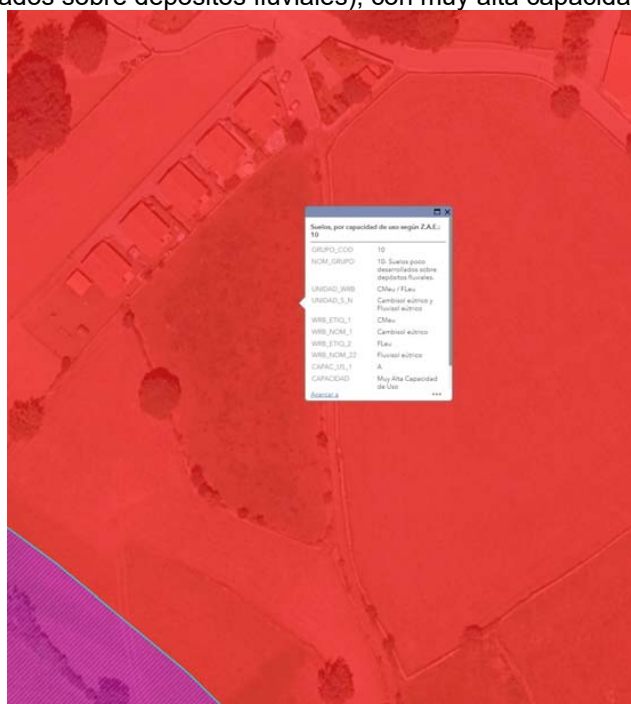 ados sobre depósitos fluviales), con muy alta capacida
Suelos, por capacidad de uso según Z.A.E.:
10
GRUPO_COD 10
NOM_GRUPO 10- Suelos poco
desarrollados sobre
depósitos fluviales.
UNIDAD_WRB CMeu / FLeu
UNIDAD_S_N Cambisol eútrico y
Fluvisol eútrico
WRB_ETIQ_1 CMeu
WRB_NOM_1 Cambisol eútrico
WRB_ETIQ_2 FLeu
WRB_NOM_22 Fluvisol eútrico
CAPAC_US_1 A
CAPACIDAD Muy Alta Capacidad
de Uso
Acercar a